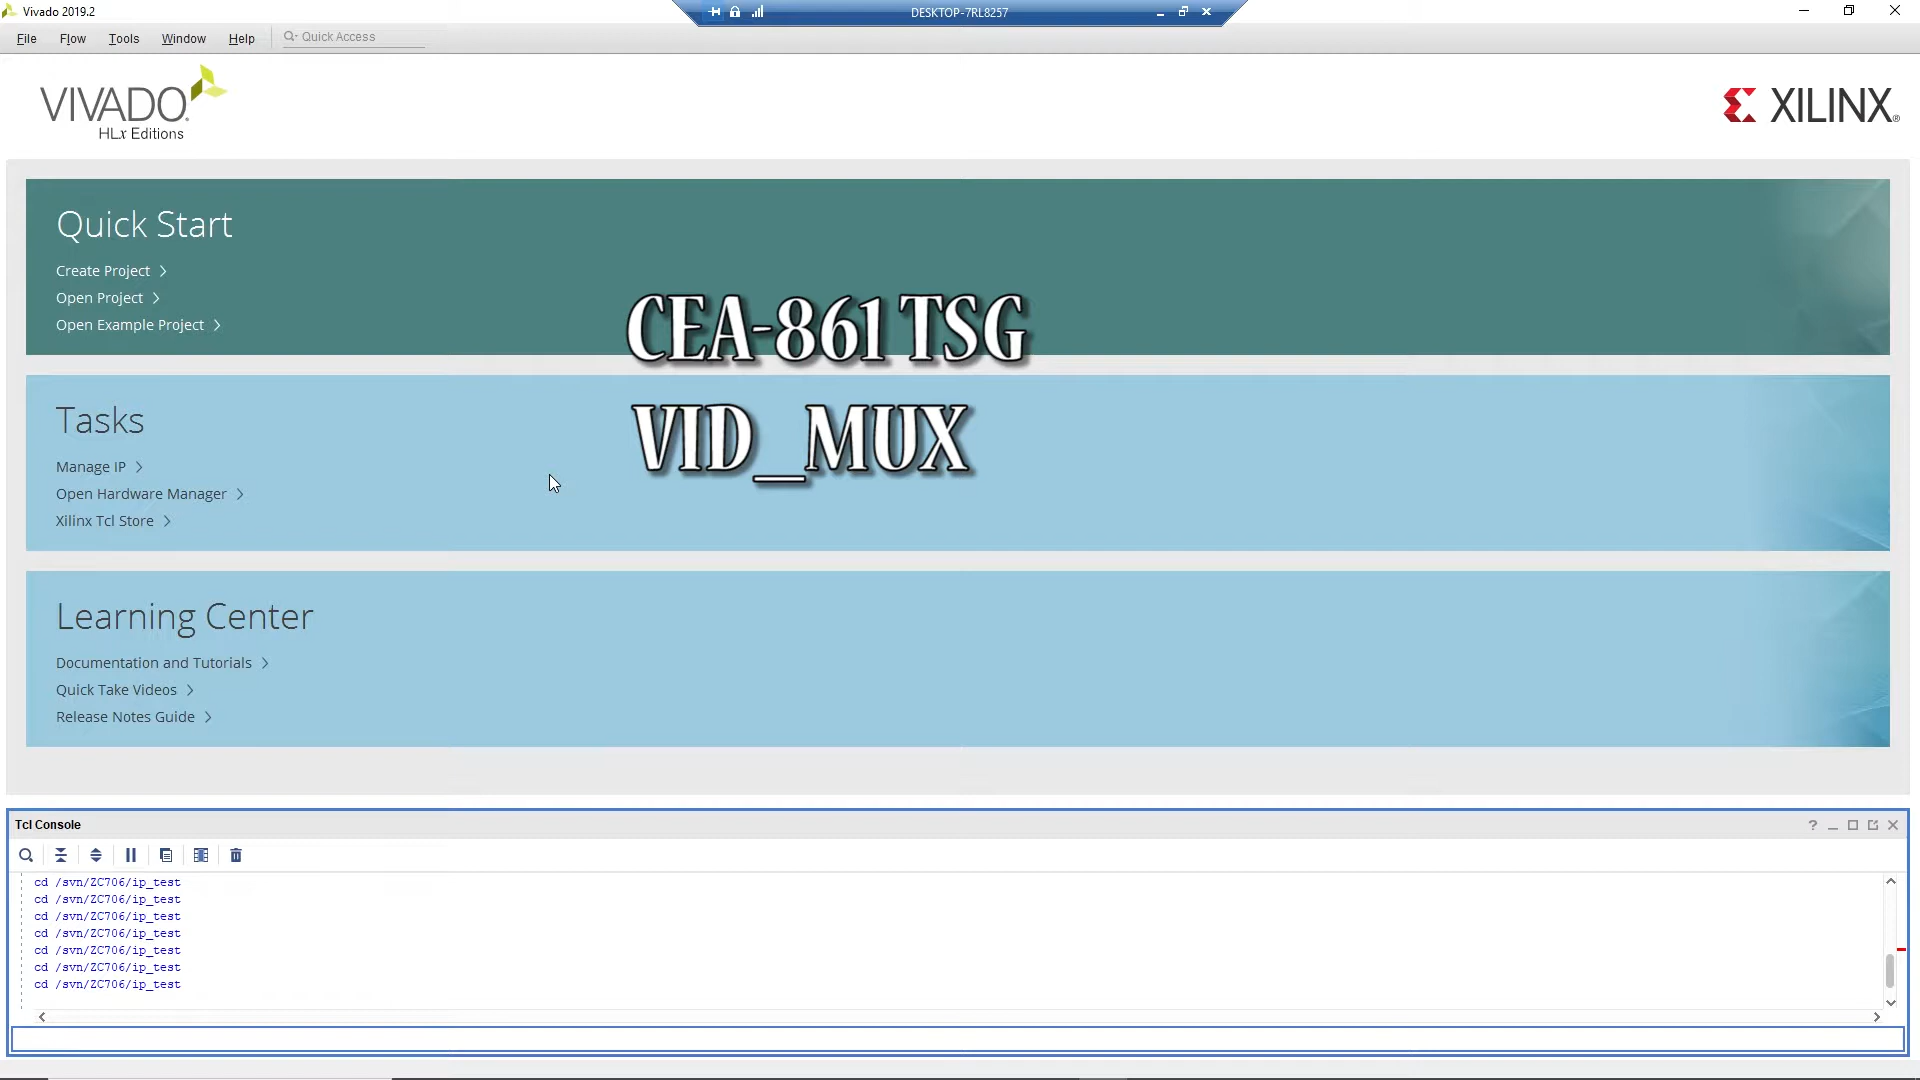 Vivado 2019.2
DESKTOP-7RL8257
File Flow Tools Window Help Quick Access
VIVADO.
HLx Editions
XILINX®
Quick Start
Create Project
Open Project
Open Example Project
CEA-861 TSG
VID_MUX
Tasks
Manage IP
Open Hardware Manager
Xilinx Tcl Store
Learning Center
Documentation and Tutorials
Quick Take Videos
Release Notes Guide
Tcl Console
cd /svn/ZC706/ip_test
cd /svn/ZC706/ip_test
cd /svn/ZC706/ip_test
cd /svn/ZC706/ip_test
cd /svn/ZC706/ip_test
cd /svn/ZC706/ip_test
cd /svn/ZC706/ip_test